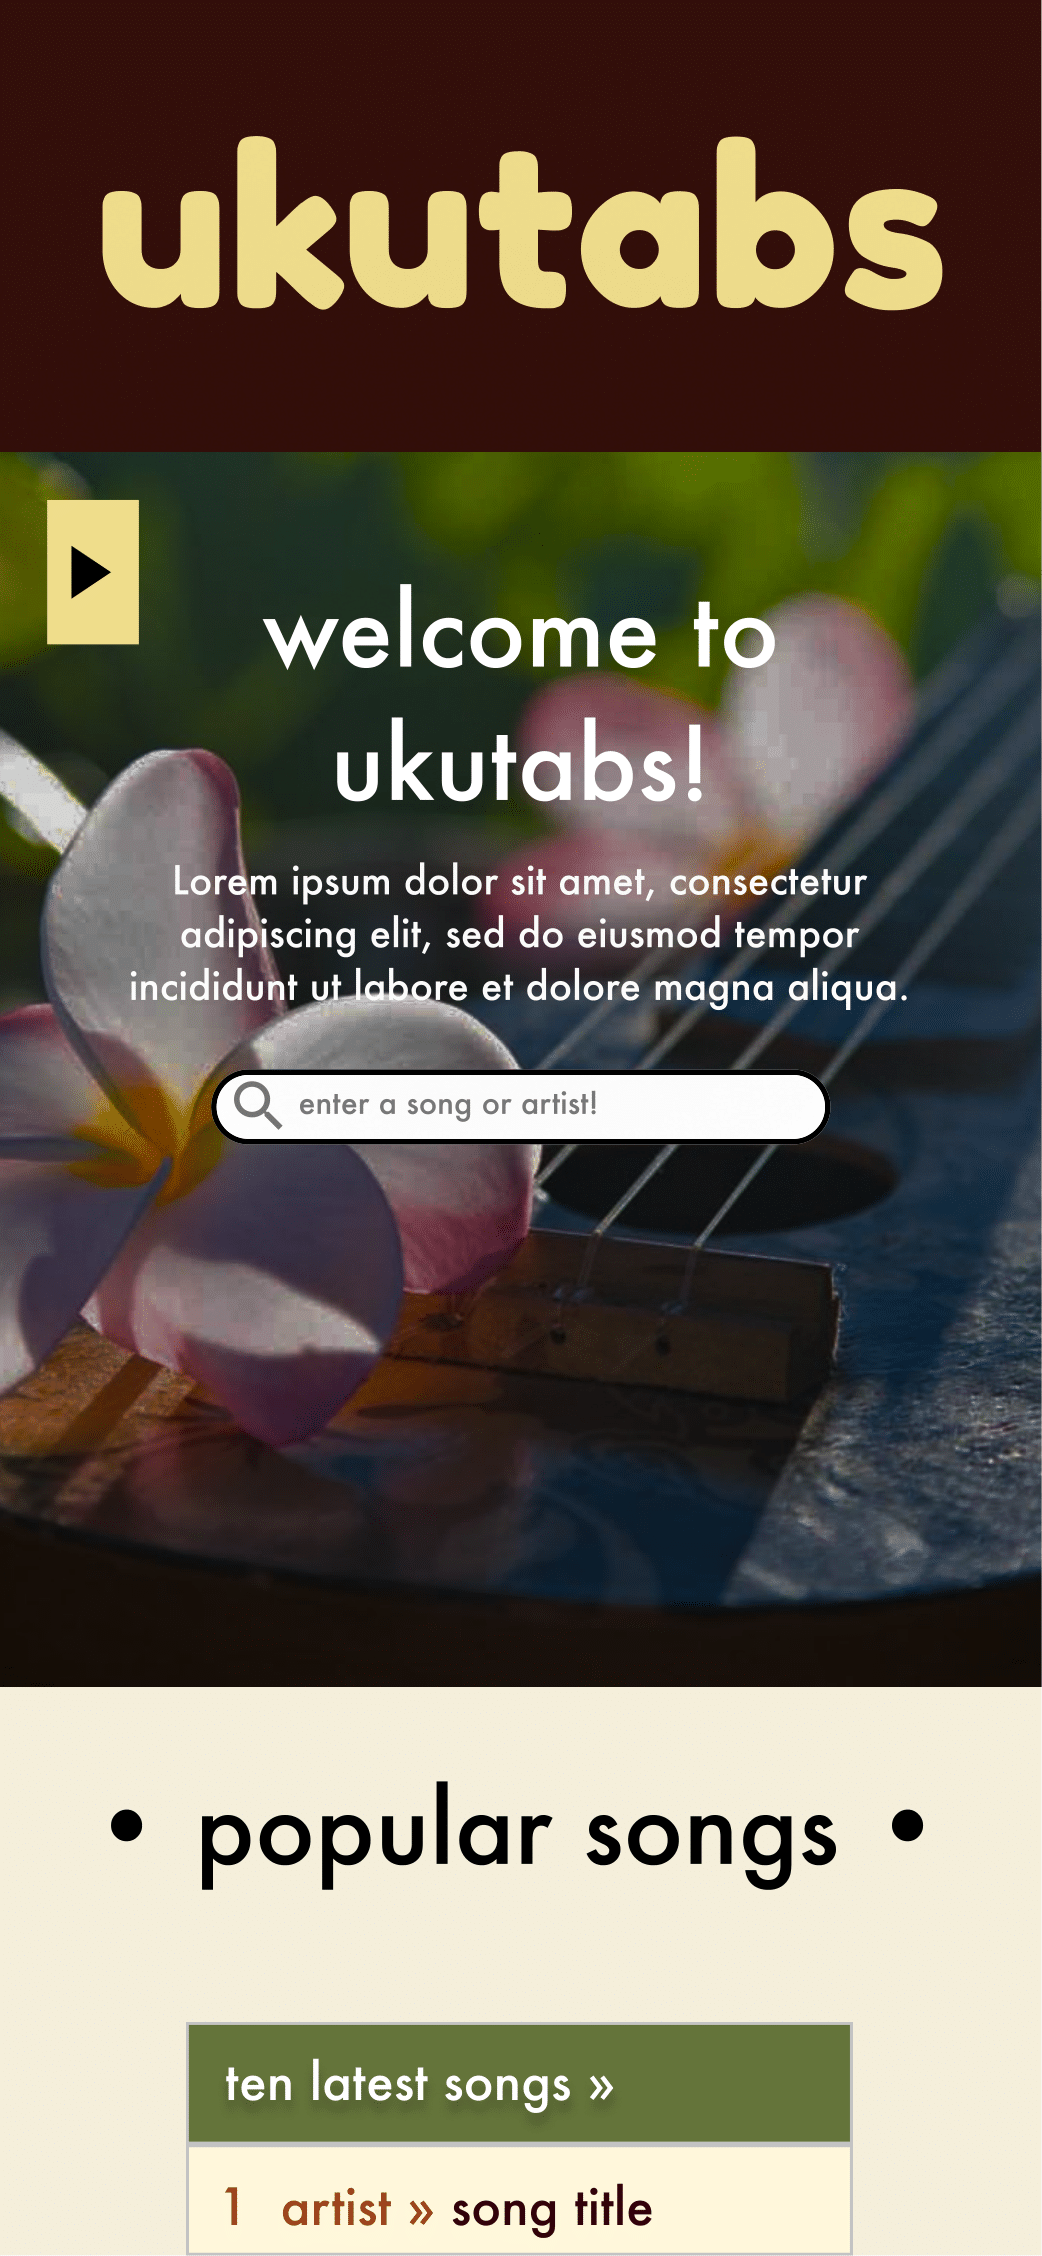 ukutabs
welcome to
ukutabs!
Lorem ipsum dolor sit amet, consectetur
adipiscing elit, sed do eiusmod tempor
incididunt ut labore et dolore magna aliqua.
enter a song or artist!
• popular songs •
ten latest songs »
1 artist » song title